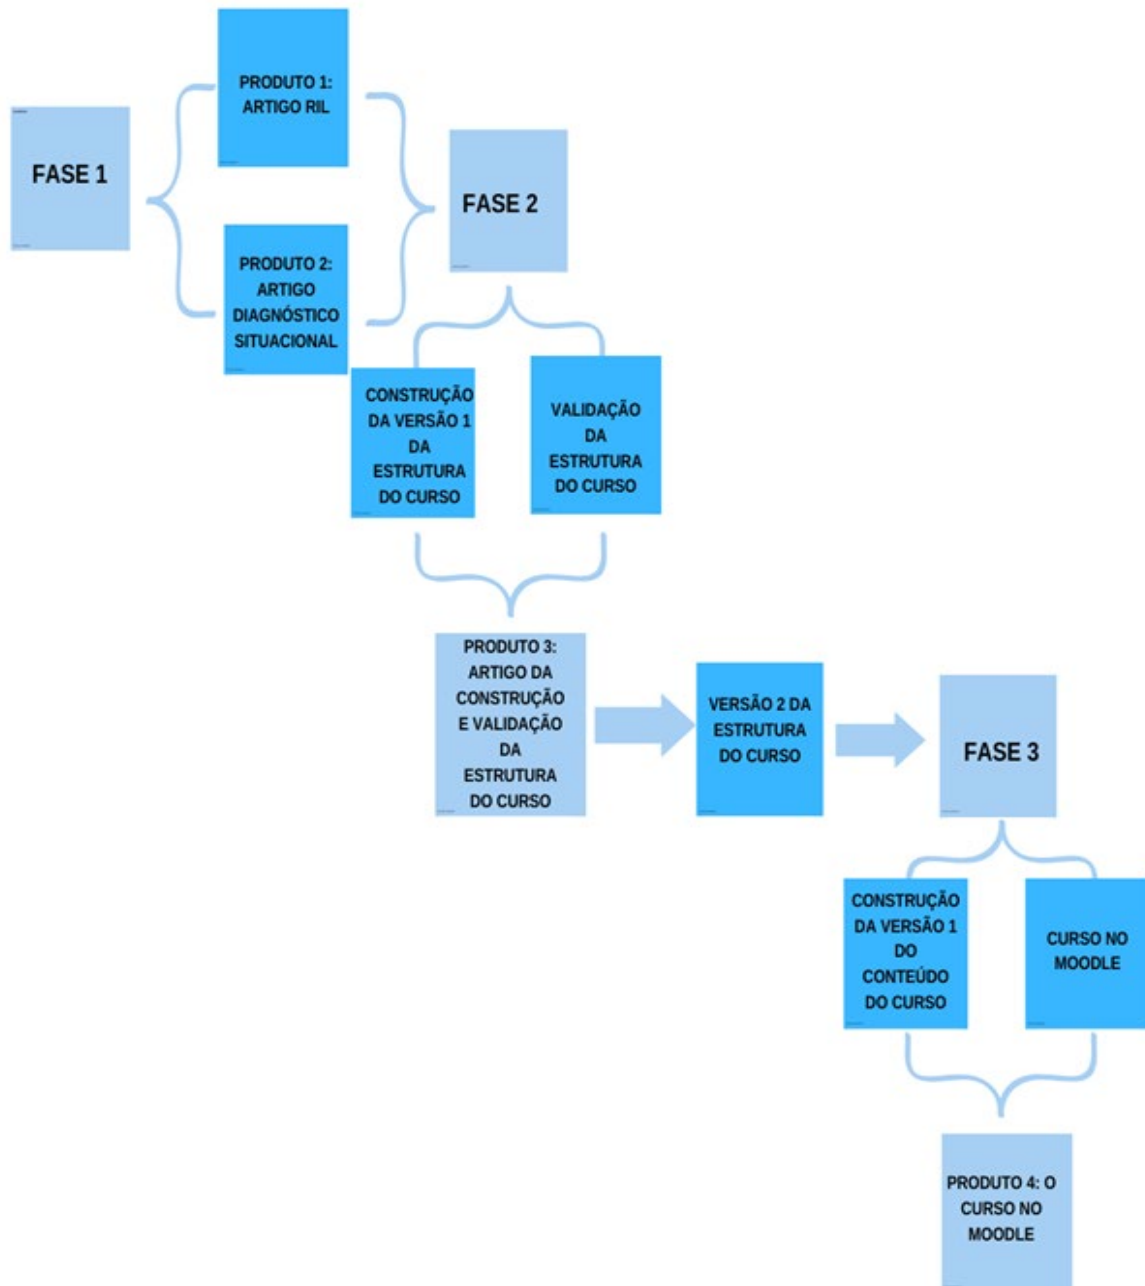 FASE 1
PRODUTO 1:
ARTIGO RIL
PRODUTO 2:
ARTIGO
DIAGNÓSTICO
SITUACIONAL
FASE 2
CONSTRUÇÃO
DA VERSÃO 1
DA
ESTRUTURA
DO CURSO
VALIDAÇÃO
DA
ESTRUTURA
DO CURSO
PRODUTO 3:
ARTIGO DA
CONSTRUÇÃO
E VALIDAÇÃO
DA
ESTRUTURA
DO CURSO
VERSÃO 2 DA
ESTRUTURA
DO CURSO
FASE 3
CONSTRUÇÃO
DA VERSÃO 1
DO
CONTEÚDO
DO CURSO
CURSO NO
MOODLE
PRODUTO 4: O
CURSO NO
MOODLE